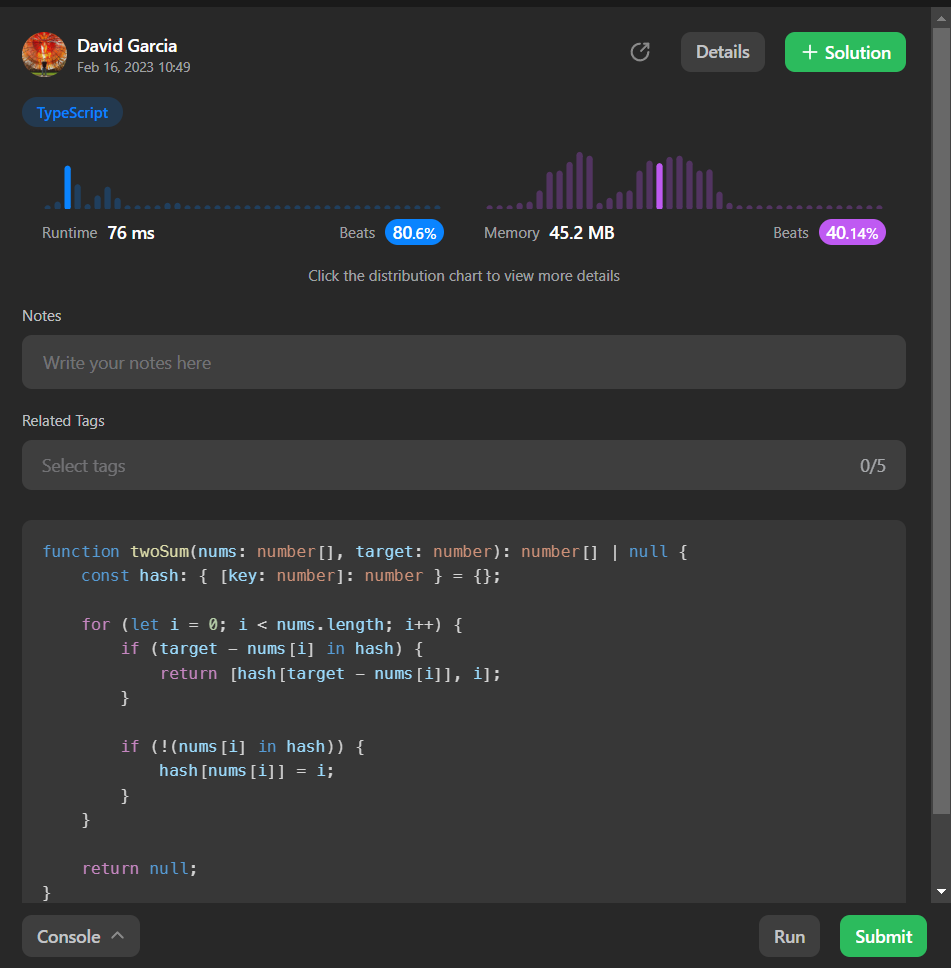 David Garcia
Feb 16, 2023 10:49
Details
+ Solution
TypeScript
Runtime 76 ms Beats 80.6%
Memory 45.2 MB Beats 40.14%
Click the distribution chart to view more details
Notes
Write your notes here
Related Tags
Select tags 0/5
function twoSum(nums: number[], target: number): number[] | null {
    const hash: { [key: number]: number } = {};

    for (let i = 0; i < nums.length; i++) {
        if (target - nums[i] in hash) {
            return [hash[target - nums[i]], i];
        }

        if (!(nums[i] in hash)) {
            hash[nums[i]] = i;
        }
    }

    return null;
}
Console
Run
Submit